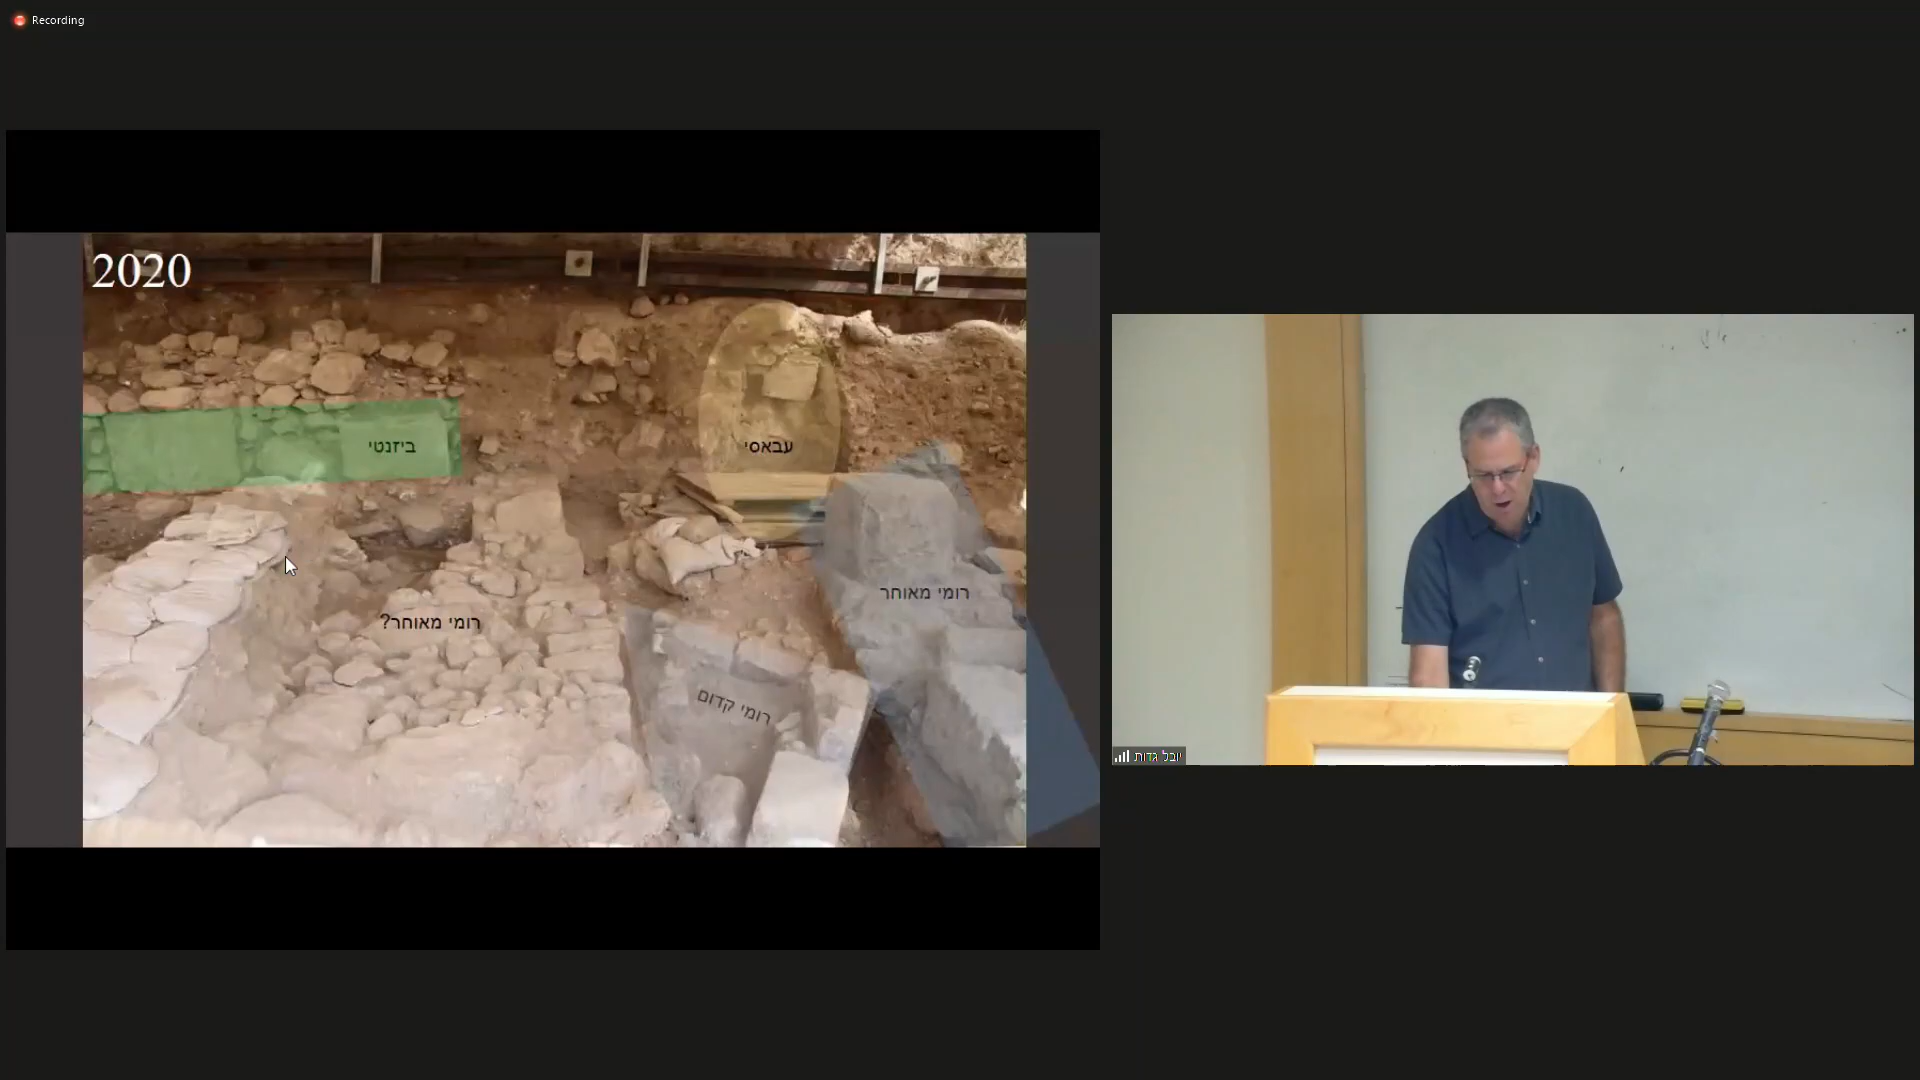 Recording
2020
ביזנטי
עבאסי
רומי מאוחר
רומי מאוחר?
רומי קדום
יובל גדות